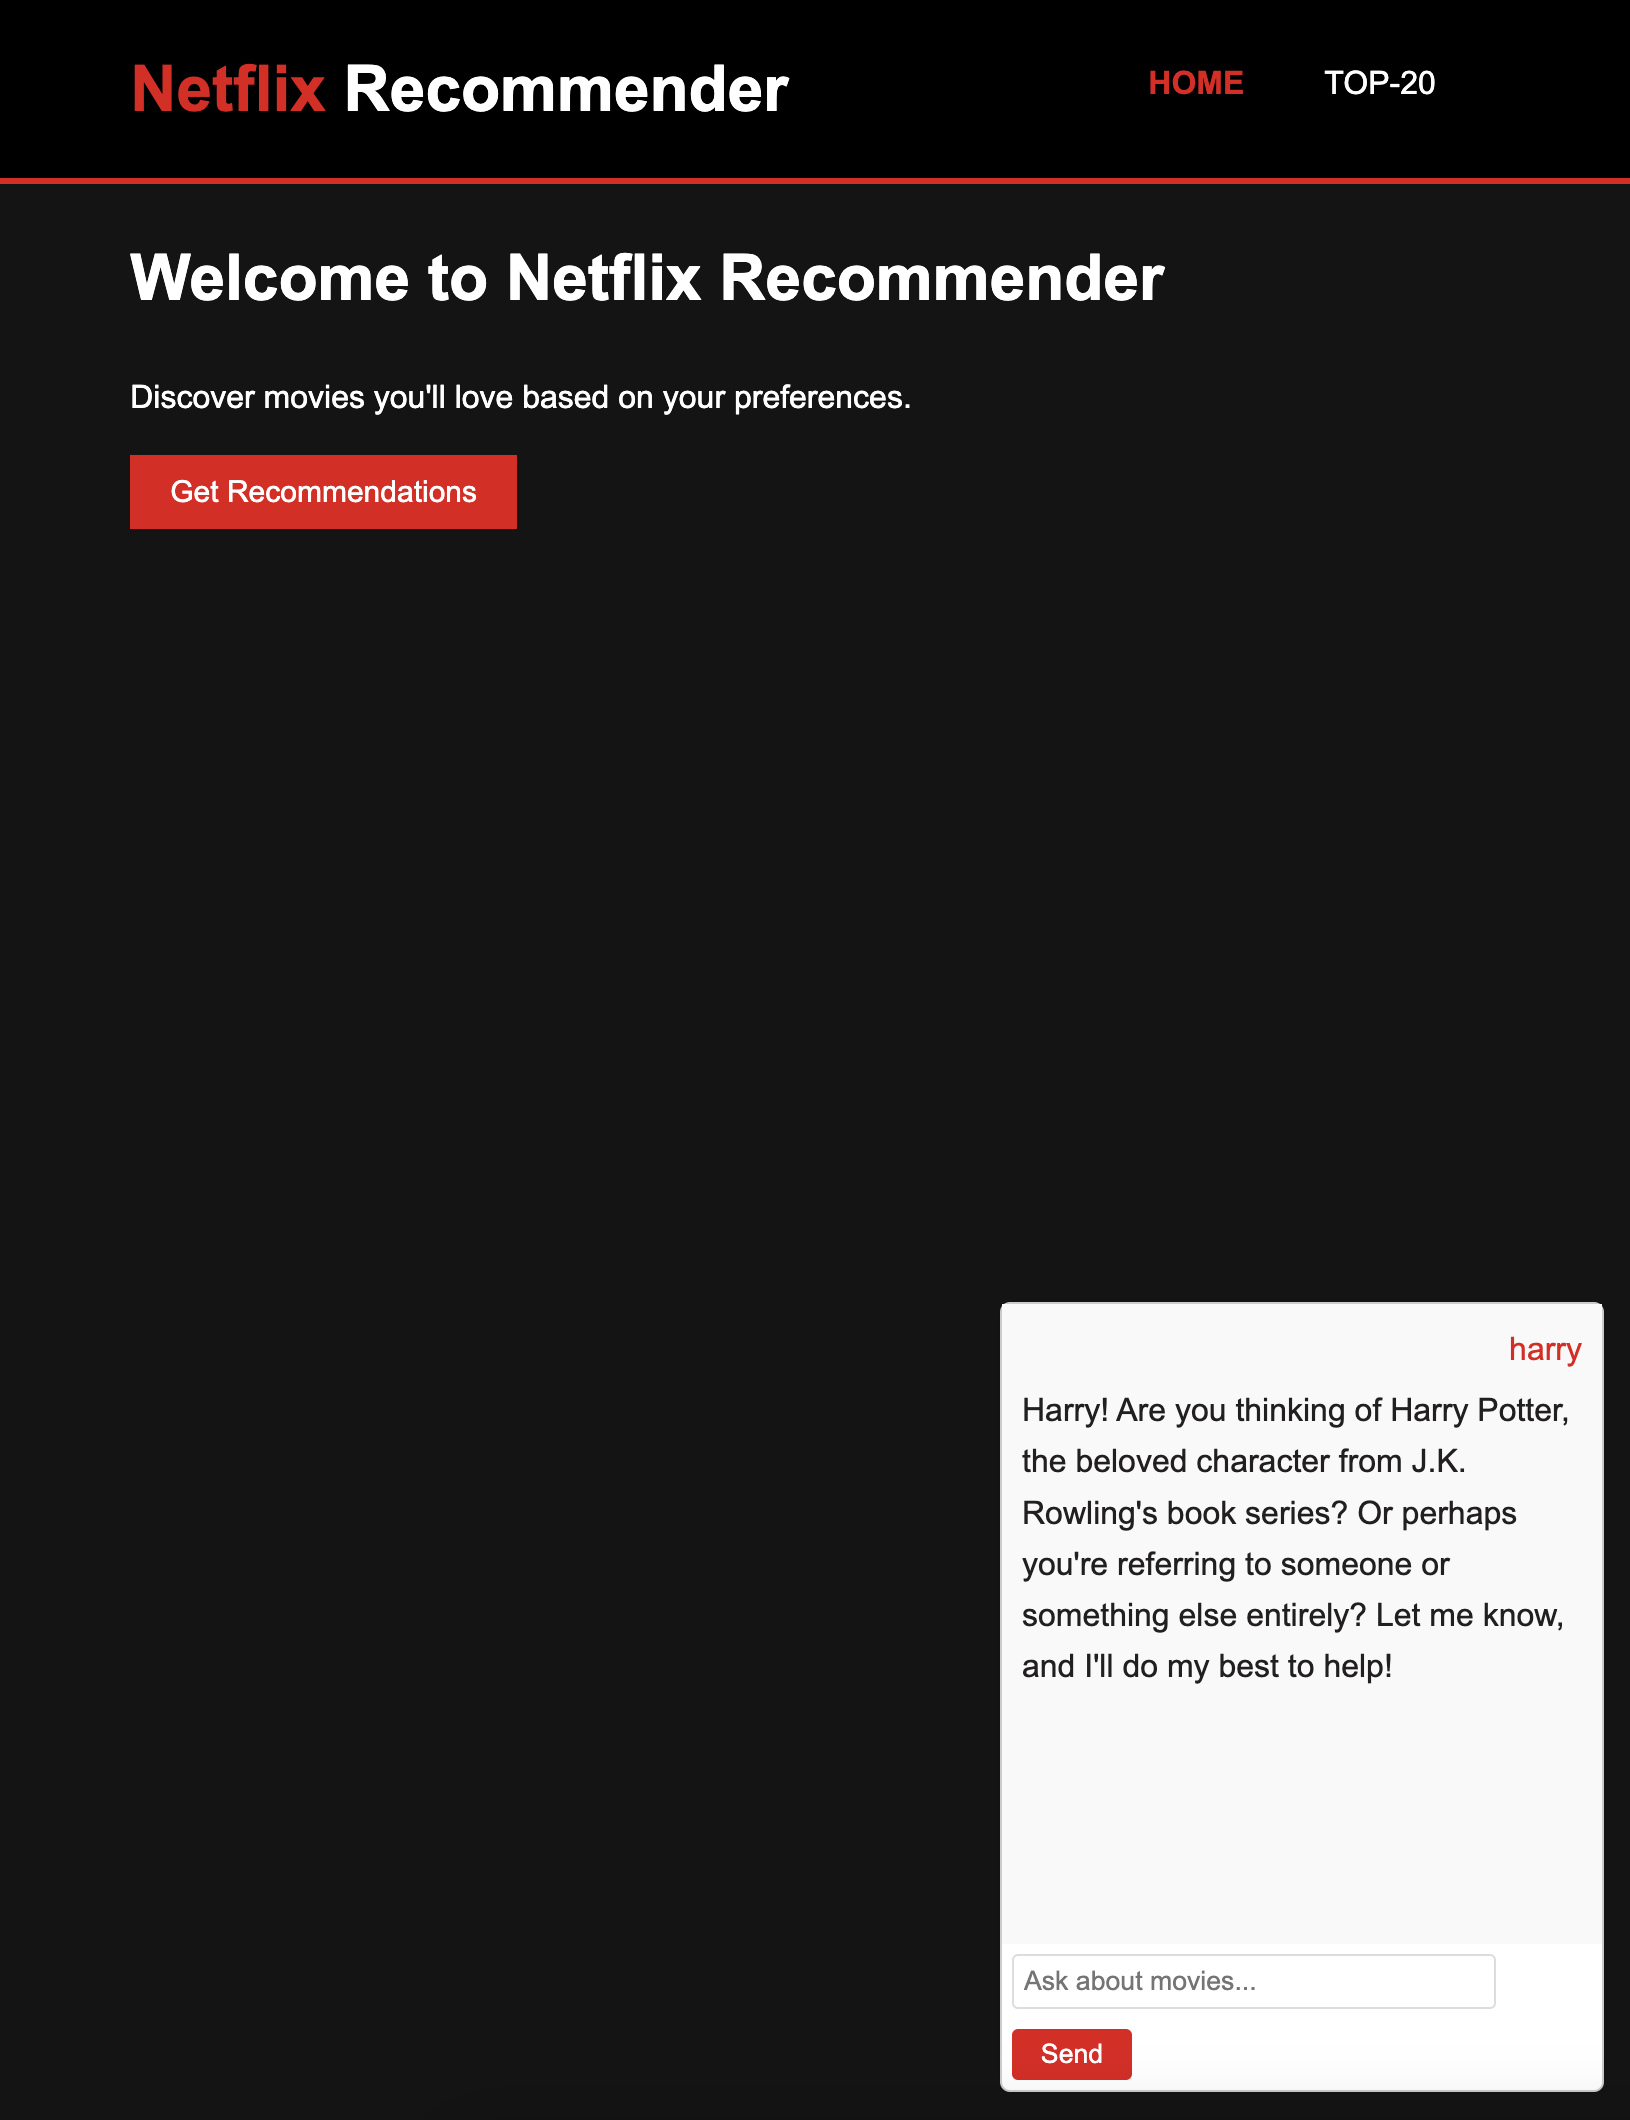 Netflix Recommender
HOME
TOP-20
Welcome to Netflix Recommender
Discover movies you'll love based on your preferences.
Get Recommendations
harry
Harry! Are you thinking of Harry Potter,
the beloved character from J.K.
Rowling's book series? Or perhaps
you're referring to someone or
something else entirely? Let me know,
and I'll do my best to help!
Ask about movies...
Send